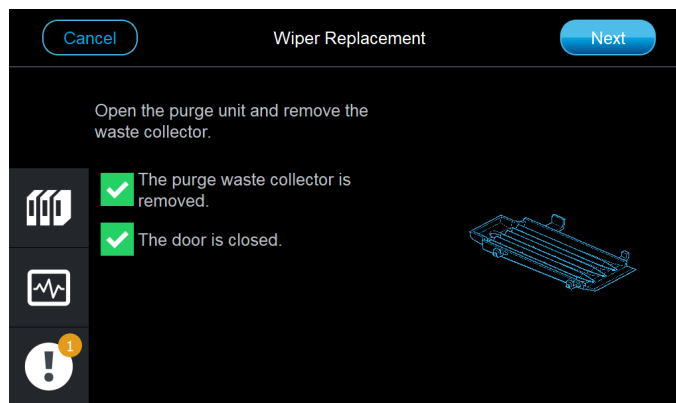 Cancel
Wiper Replacement
Next
Open the purge unit and remove the
waste collector.
The purge waste collector is
removed.
The door is closed.
1